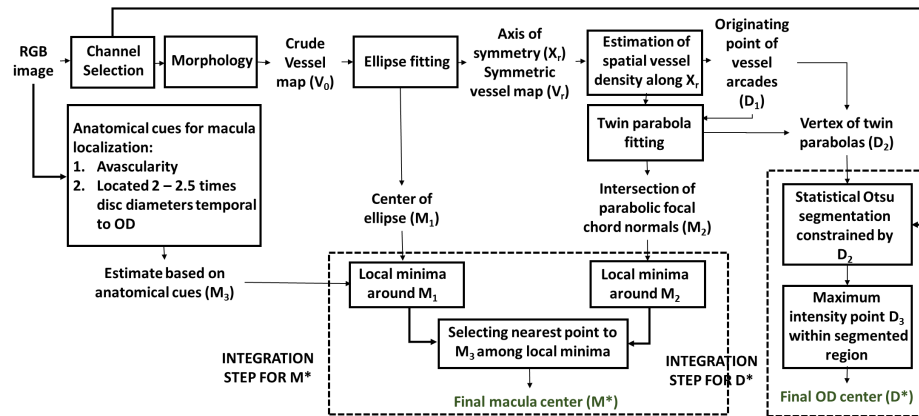 RGB
image
Channel
Selection
Morphology
Crude
Vessel
map (V0)
Ellipse fitting
Axis of
symmetry (Xr)
Symmetric
vessel map (Vr)
Estimation of
spatial vessel
density along Xr
Originating
point of
vessel
arcades
(D1)
Anatomical cues for macula
localization:
1. Avascularity
2. Located 2 – 2.5 times
disc diameters temporal
to OD
Twin parabola
fitting
Vertex of twin
parabolas (D2)
Center of
ellipse (M1)
Intersection of
parabolic focal
chord normals (M2)
Statistical Otsu
segmentation
constrained by
D2
Estimate based on
anatomical cues (M3)
Local minima
around M1
Local minima
around M2
Maximum
intensity point D3
within segmented
region
Selecting nearest point to
M3 among local minima
INTEGRATION
STEP FOR M*
INTEGRATION
STEP FOR D*
Final macula center (M*)
Final OD center (D*)